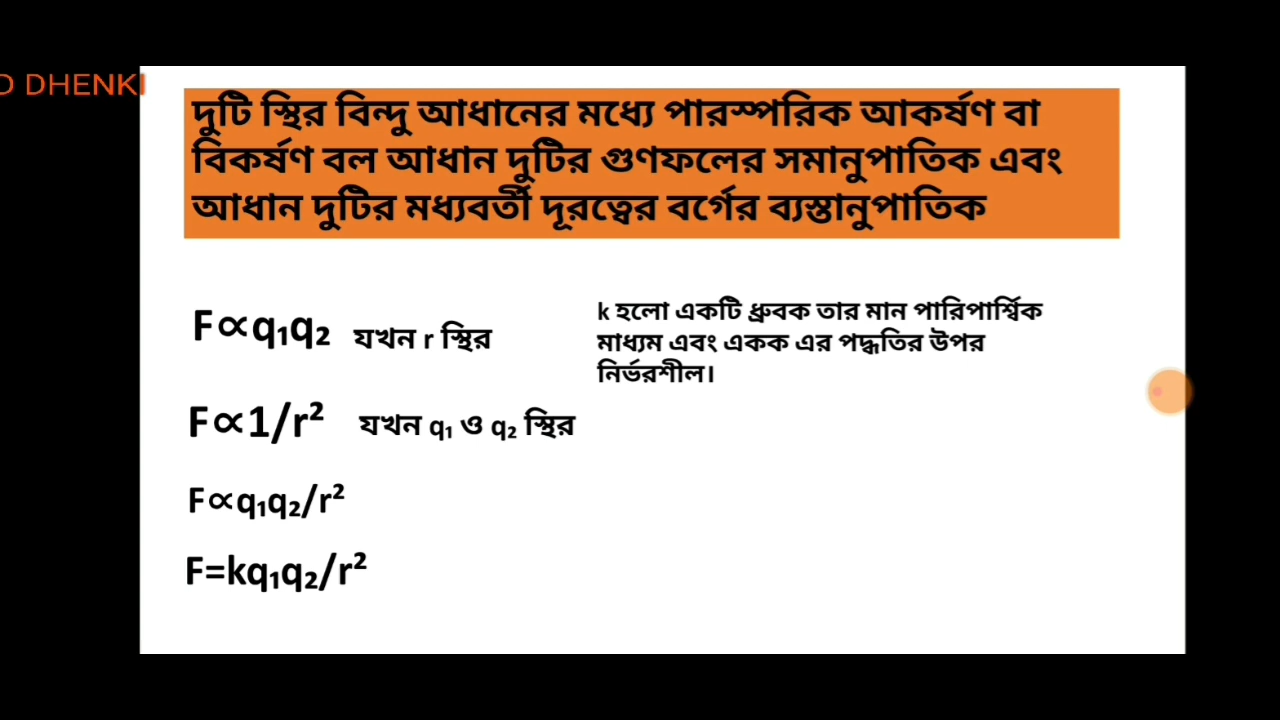 D DHENKI
দুটি স্থির বিন্দু আধানের মধ্যে পারস্পরিক আকর্ষণ বা
বিকর্ষণ বল আধান দুটির গুণফলের সমানুপাতিক এবং
আধান দুটির মধ্যবর্তী দূরত্বের বর্গের ব্যস্তানুপাতিক
F∝q₁q₂ যখন r স্থির
k হলো একটি ধ্রুবক তার মান পারিপার্শ্বিক
মাধ্যম এবং একক এর পদ্ধতির উপর
নির্ভরশীল।
F∝1/r² যখন q₁ ও q₂ স্থির
F∝q₁q₂/r²
F=kq₁q₂/r²